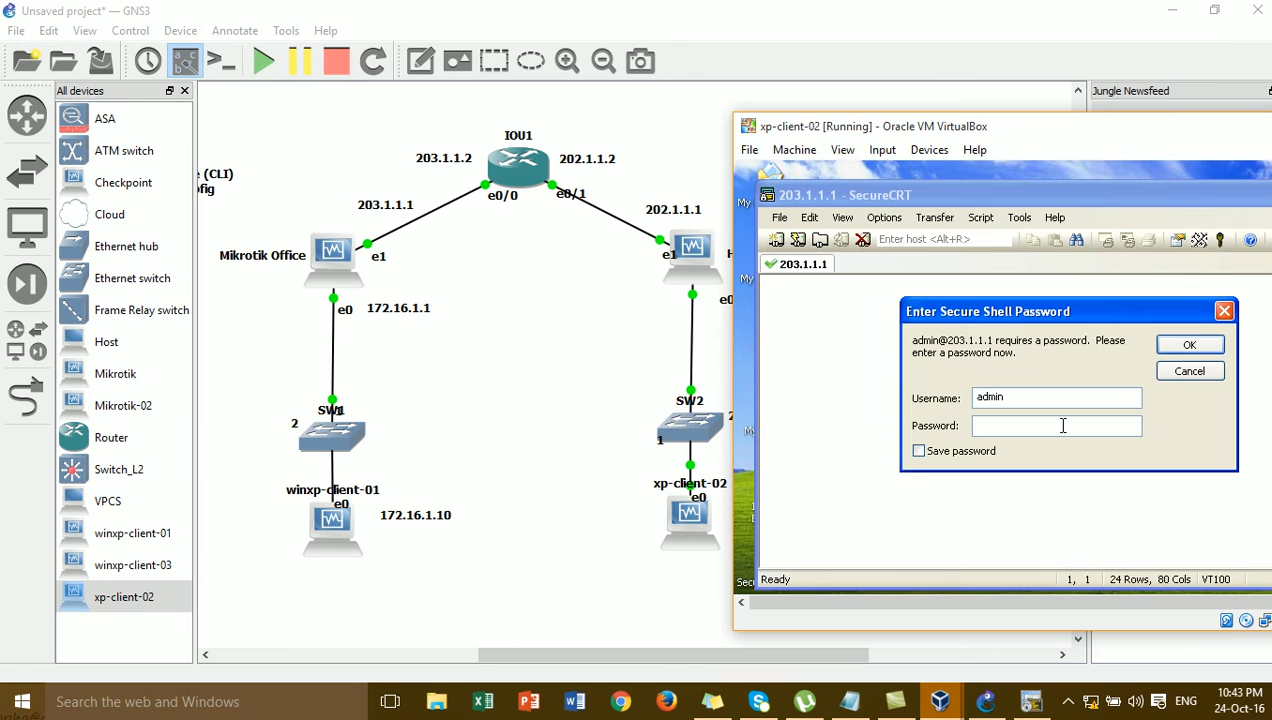 Unsaved project* — GNS3
File Edit View Control Device Annotate Tools Help
All devices
ASA
ATM switch
Checkpoint
Cloud
Ethernet hub
Ethernet switch
Frame Relay switch
Host
Mikrotik
Mikrotik-02
Router
Switch_L2
VPCS
winxp-client-01
winxp-client-03
xp-client-02
(CLI)
IOU1
203.1.1.2
202.1.1.2
e0/0
e0/1
203.1.1.1
202.1.1.1
Mikrotik Office
e1
e1
H
e0
172.16.1.1
e0
SW1
1
2
SW2
2
1
winxp-client-01
e0
172.16.1.10
xp-client-02
e0
Jungle Newsfeed
xp-client-02 [Running] - Oracle VM VirtualBox
File Machine View Input Devices Help
My
203.1.1.1 - SecureCRT
File Edit View Options Transfer Script Tools Help
Enter host <Alt+R>
203.1.1.1
My
Enter Secure Shell Password
admin@203.1.1.1 requires a password. Please
enter a password now.
OK
Cancel
Username: admin
Password:
Save password
Ready 1, 1 24 Rows, 80 Cols VT100
Search the web and Windows
ENG
10:43 PM
24-Oct-16